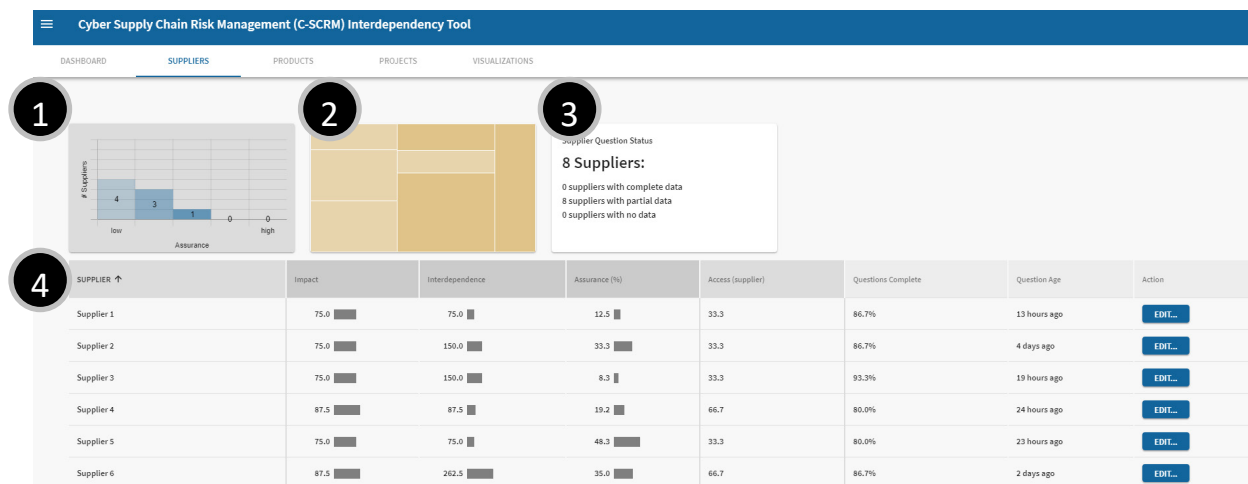 Cyber Supply Chain Risk Management (C-SCRM) Interdependency Tool
DASHBOARD SUPPLIERS PRODUCTS PROJECTS VISUALIZATIONS
1 2 3
# Suppliers
4 3 1 0 0
low high
Assurance
Supplier Question Status
8 Suppliers:
0 suppliers with complete data
8 suppliers with partial data
0 suppliers with no data
4
SUPPLIER ↑ Impact Interdependence Assurance (%) Access (supplier) Questions Complete Question Age Action
Supplier 1 75.0 75.0 12.5 33.3 86.7% 13 hours ago EDIT...
Supplier 2 75.0 150.0 33.3 33.3 86.7% 4 days ago EDIT...
Supplier 3 75.0 150.0 8.3 33.3 93.3% 19 hours ago EDIT...
Supplier 4 87.5 87.5 19.2 66.7 80.0% 24 hours ago EDIT...
Supplier 5 75.0 75.0 48.3 33.3 80.0% 23 hours ago EDIT...
Supplier 6 87.5 262.5 35.0 66.7 86.7% 2 days ago EDIT...